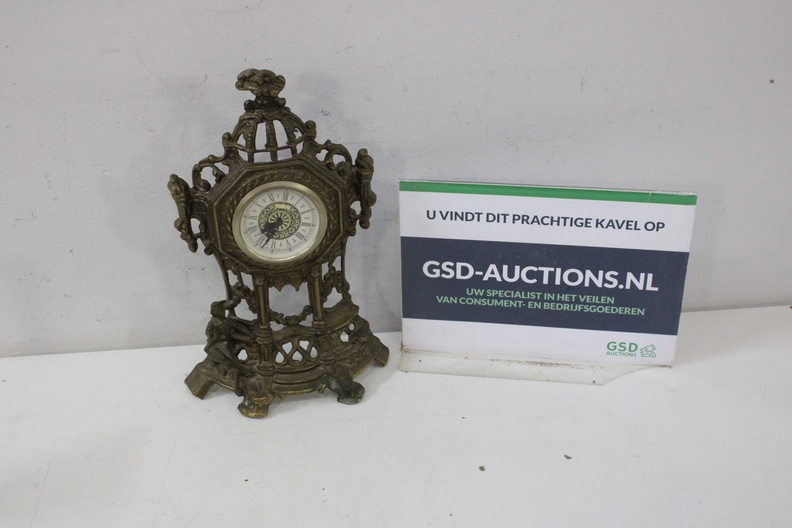 U VINDT DIT PRACHTIGE KAVEL OP
GSD-AUCTIONS.NL
UW SPECIALIST IN HET VEILEN
VAN CONSUMENT- EN BEDRIJFSGOEDEREN
GSD
AUCTIONS